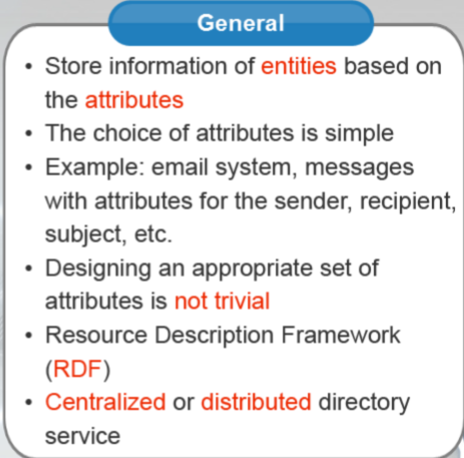 General
• Store information of entities based on
the attributes
• The choice of attributes is simple
• Example: email system, messages
with attributes for the sender, recipient,
subject, etc.
• Designing an appropriate set of
attributes is not trivial
• Resource Description Framework
(RDF)
• Centralized or distributed directory
service